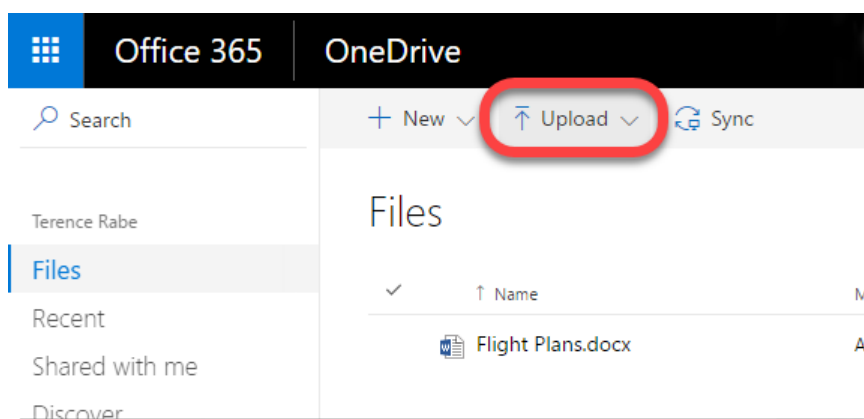 Office 365 OneDrive
Search
New Upload Sync
Terence Rabe
Files
Files
Recent
Shared with me
Discover
Name
Flight Plans.docx